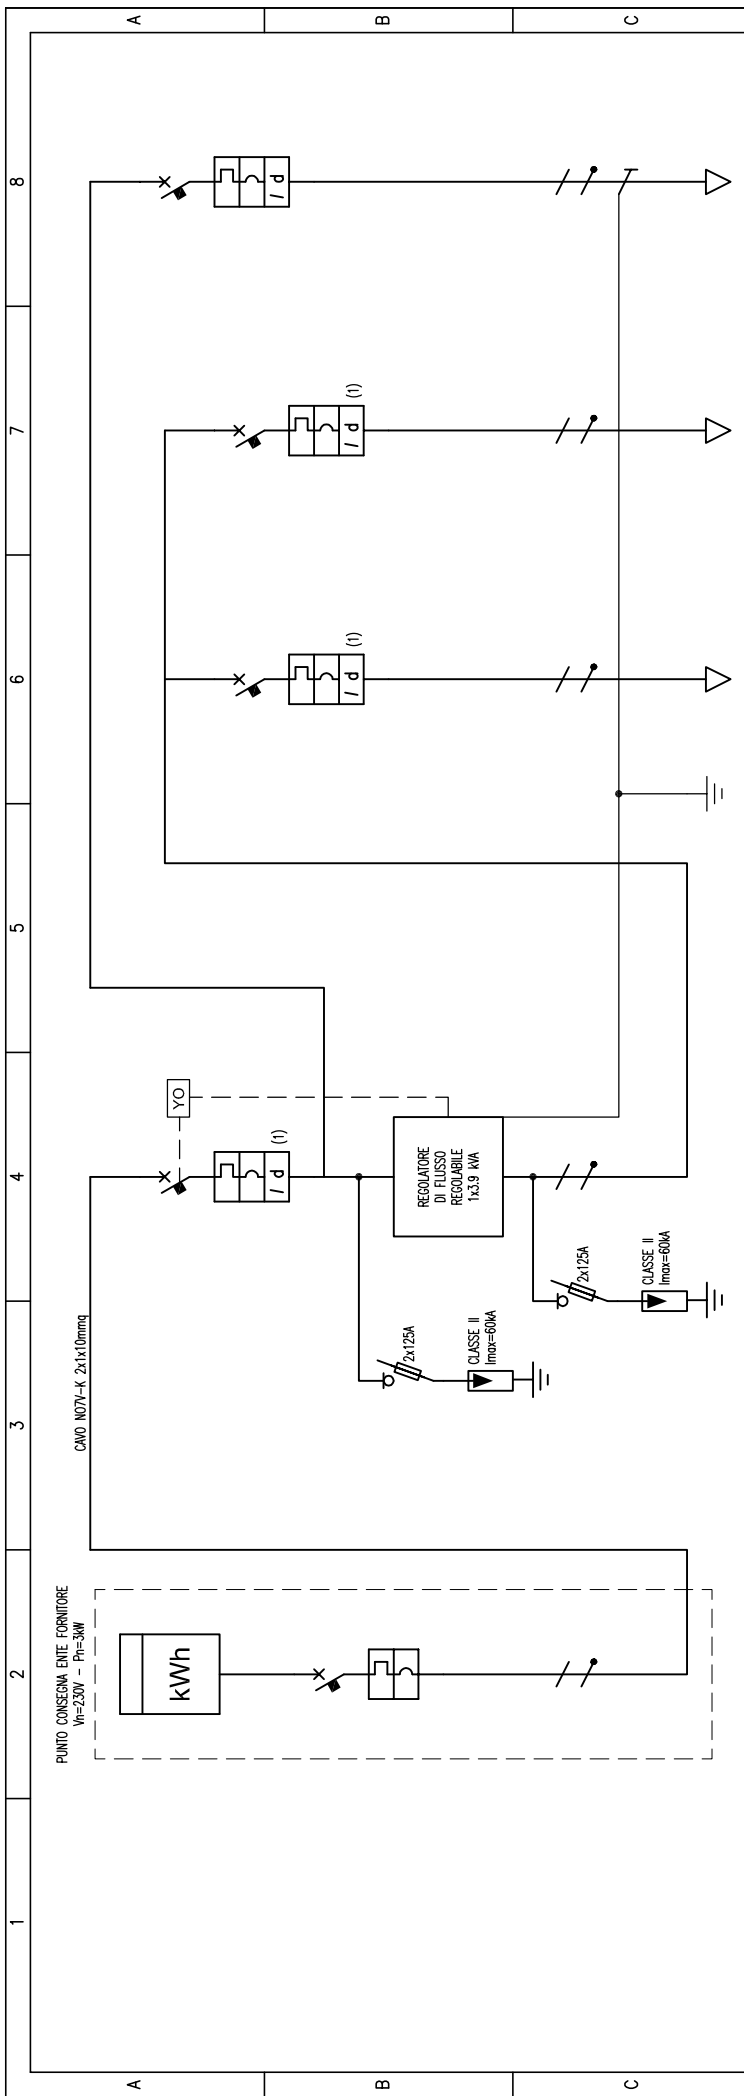 1
2
3
4
5
6
7
8
A
A
B
B
C
C
PUNTO CONSEGNA ENTE FORNITORE
Vn=230V - Pn=3kW
kWh
CAVO N07V-K 2x1x10mmq
2x125A
CLASSE II
Imax=60kA
YO
I d
(1)
REGOLATORE
DI FLUSSO
REGOLABILE
1x3.9 kVA
2x125A
CLASSE II
Imax=60kA
I d
(1)
I d
(1)
I d